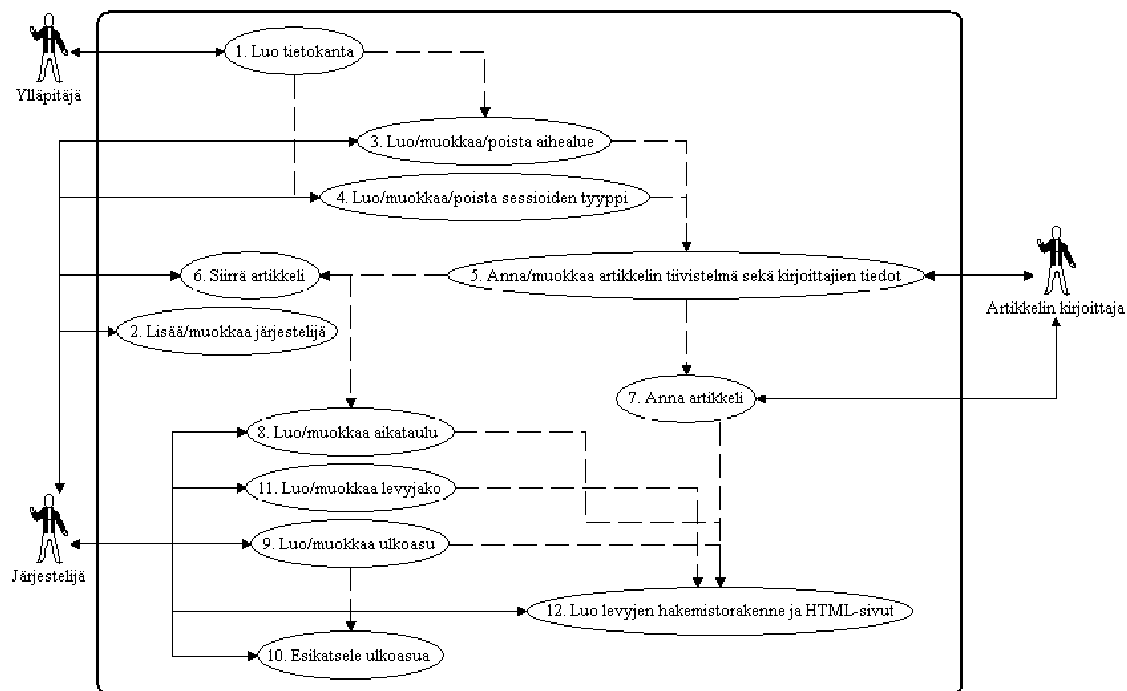 1. Luo tietokanta
Ylläpitäjä
3. Luo/muokkaa/poista aihealue
4. Luo/muokkaa/poista sessioiden tyyppi
6. Siirrä artikkeli
5. Anna/muokkaa artikkelin tiivistelmä sekä kirjoittajien tiedot
Artikkelin kirjoittaja
2. Lisää/muokkaa järjestelijä
7. Anna artikkeli
8. Luo/muokkaa aikataulu
11. Luo/muokkaa levyjako
9. Luo/muokkaa ulkoasu
Järjestelijä
12. Luo levyjen hakemistorakenne ja HTML-sivut
10. Esikatsele ulkoasua